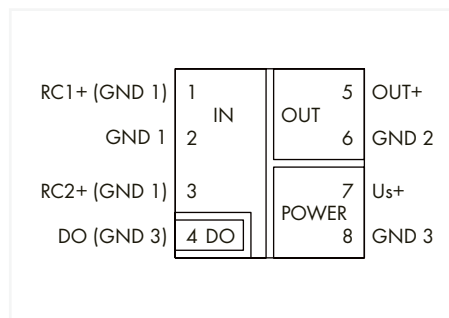 RC1+ (GND 1) 1 5 OUT+
IN OUT
GND 1 2 6 GND 2
RC2+ (GND 1) 3 7 Us+
POWER
DO (GND 3) 4 DO 8 GND 3